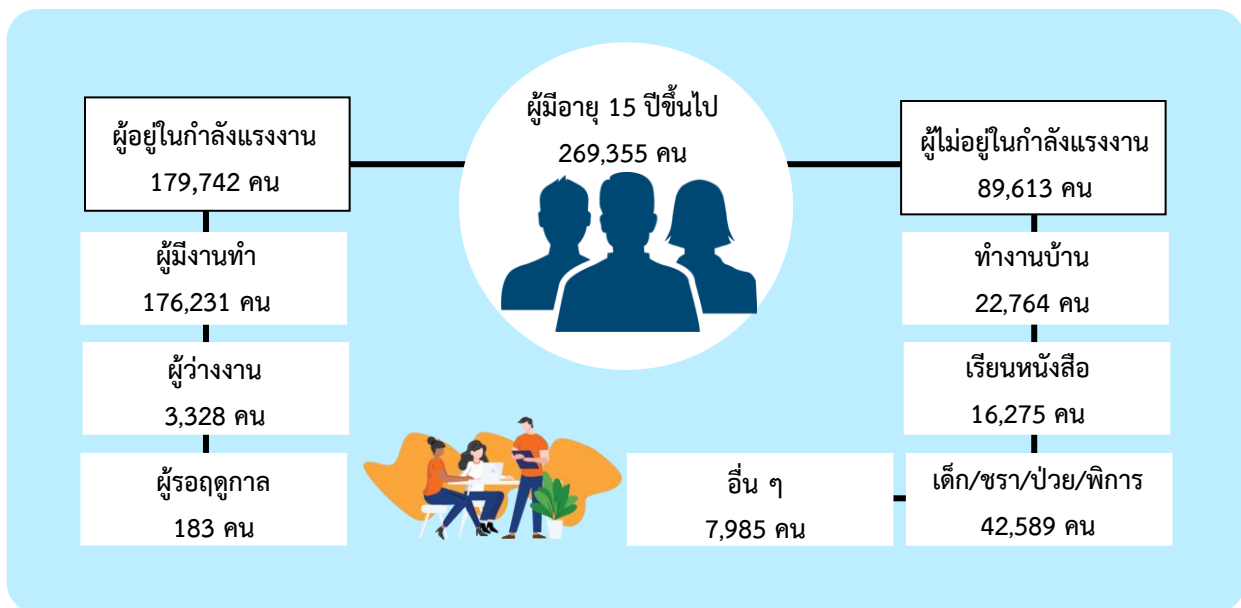 ผู้มีอายุ 15 ปีขึ้นไป
269,355 คน
ผู้อยู่ในกำลังแรงงาน
179,742 คน
ผู้มีงานทำ
176,231 คน
ผู้ว่างงาน
3,328 คน
ผู้รอฤดูกาล
183 คน
ผู้ไม่อยู่ในกำลังแรงงาน
89,613 คน
ทำงานบ้าน
22,764 คน
เรียนหนังสือ
16,275 คน
เด็ก/ชรา/ป่วย/พิการ
42,589 คน
อื่น ๆ
7,985 คน